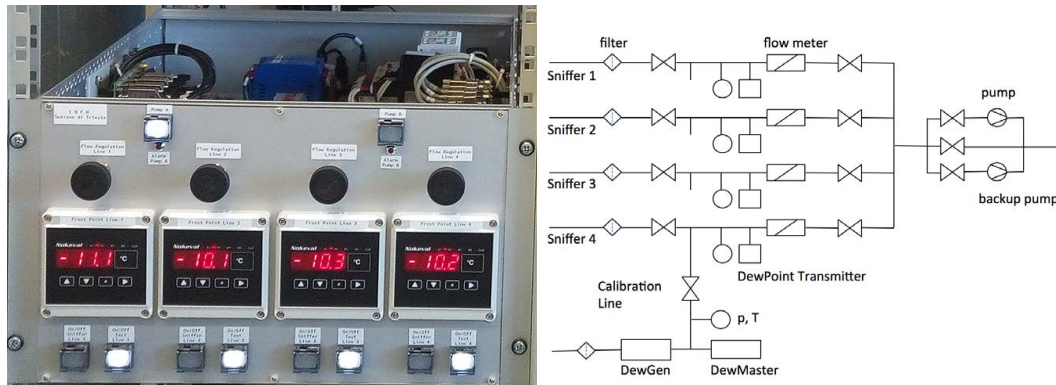 I N F N
Sezione di Trieste
Pump A
Pump B
Alarm
Pump A
Alarm
Pump B
Flow Regulation
Line 1
Flow Regulation
Line 2
Flow Regulation
Line 3
Flow Regulation
Line 4
Frost Point Line 1
Frost Point Line 2
Frost Point Line 3
Frost Point Line 4
Nokeval
Nokeval
Nokeval
Nokeval
-11.1 °C
-10.1 °C
-10.3 °C
-10.2 °C
On/Off
Sniffer
Line 1
On/Off
Test
Line 1
On/Off
Sniffer
Line 2
On/Off
Test
Line 2
On/Off
Sniffer
Line 3
On/Off
Test
Line 3
On/Off
Sniffer
Line 4
On/Off
Test
Line 4
filter
flow meter
Sniffer 1
pump
Sniffer 2
Sniffer 3
backup pump
Sniffer 4
DewPoint Transmitter
Calibration
Line
p, T
DewGen
DewMaster